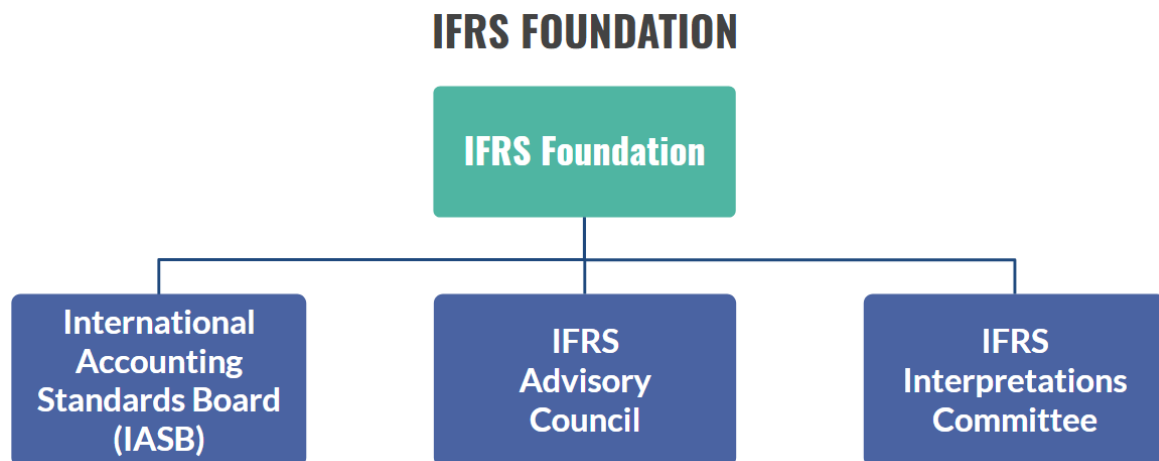 IFRS FOUNDATION
IFRS Foundation
International
Accounting
Standards Board
(IASB)
IFRS
Advisory
Council
IFRS
Interpretations
Committee